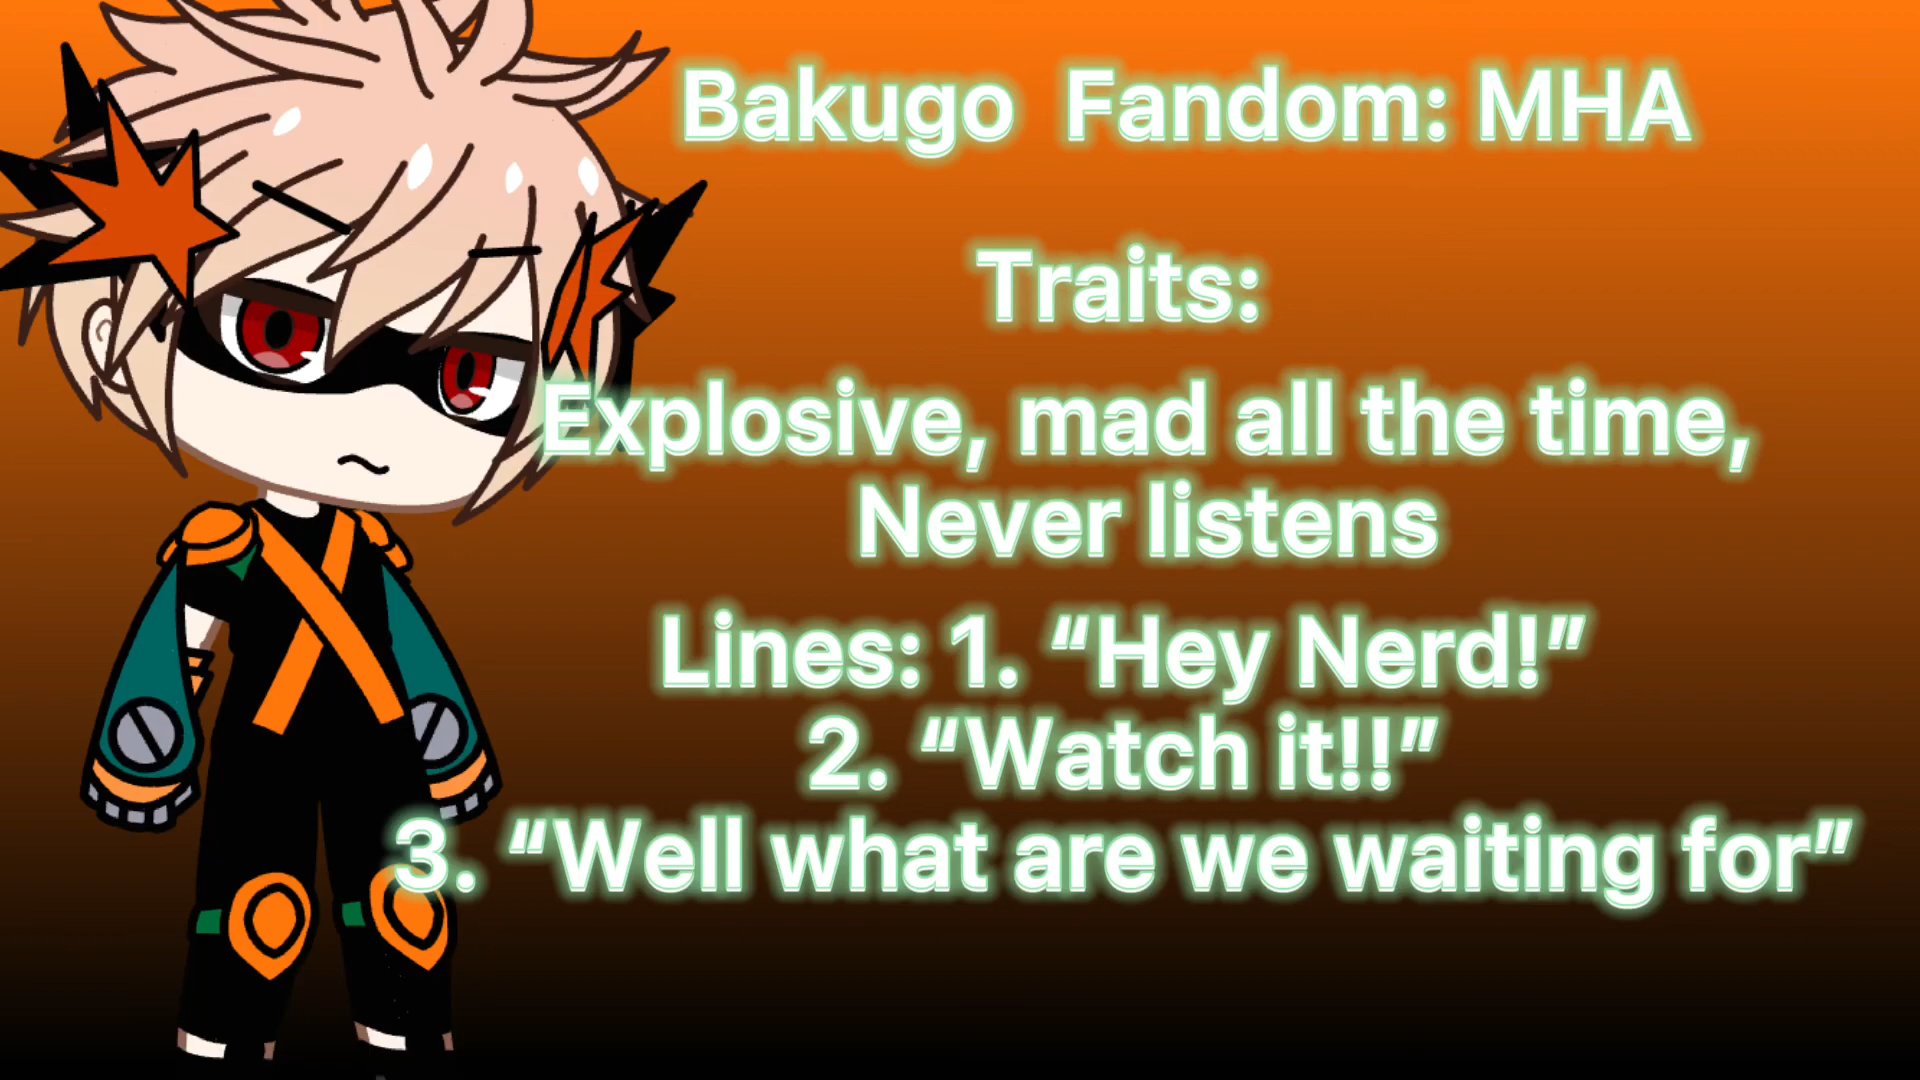 Bakugo  Fandom: MHA
Traits:
Explosive, mad all the time,
Never listens
Lines: 1. “Hey Nerd!”
2. “Watch it!!”
3. “Well what are we waiting for”